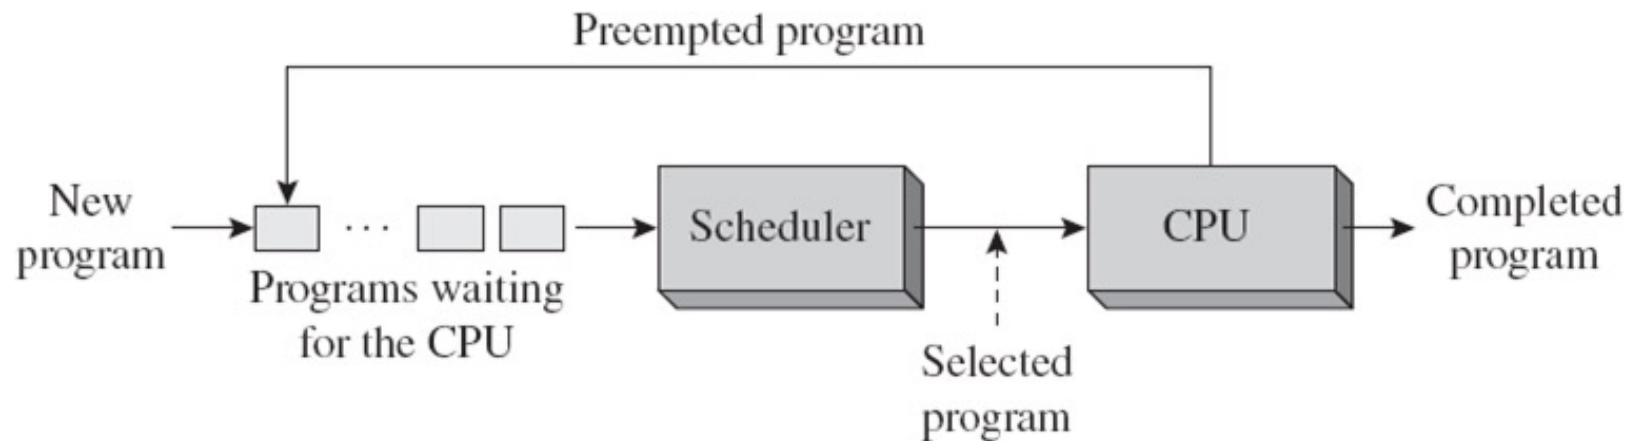 Preempted program
New
program
...
Programs waiting
for the CPU
Scheduler
Selected
program
CPU
Completed
program